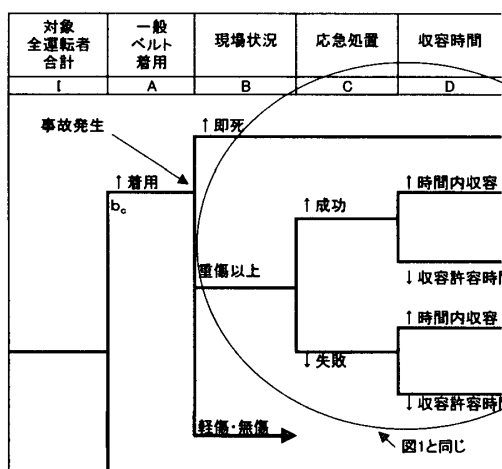 対象
全運転者
合計
一般
ベルト
着用
現場状況
応急処置
収容時間
I
A
B
C
D
事故発生
↑即死
↑着用
b_c
↑成功
↑時間内収容
重傷以上
↓収容許容時
↑時間内収容
↓失敗
↓収容許容時
軽傷・無傷
図1と同じ